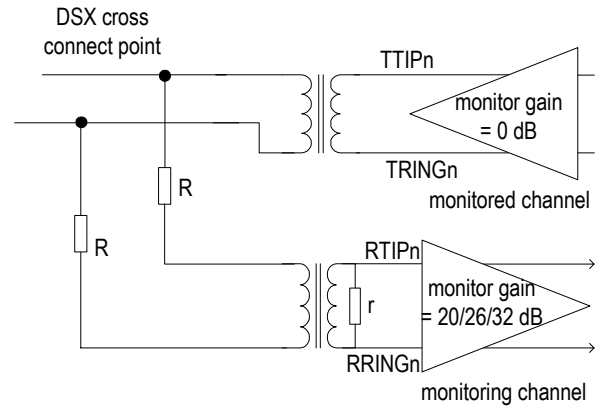 DSX cross
connect point
TTIPn
monitor gain
= 0 dB
TRINGn
monitored channel
R
R
RTIPn
monitor gain
= 20/26/32 dB
r
RRINGn
monitoring channel